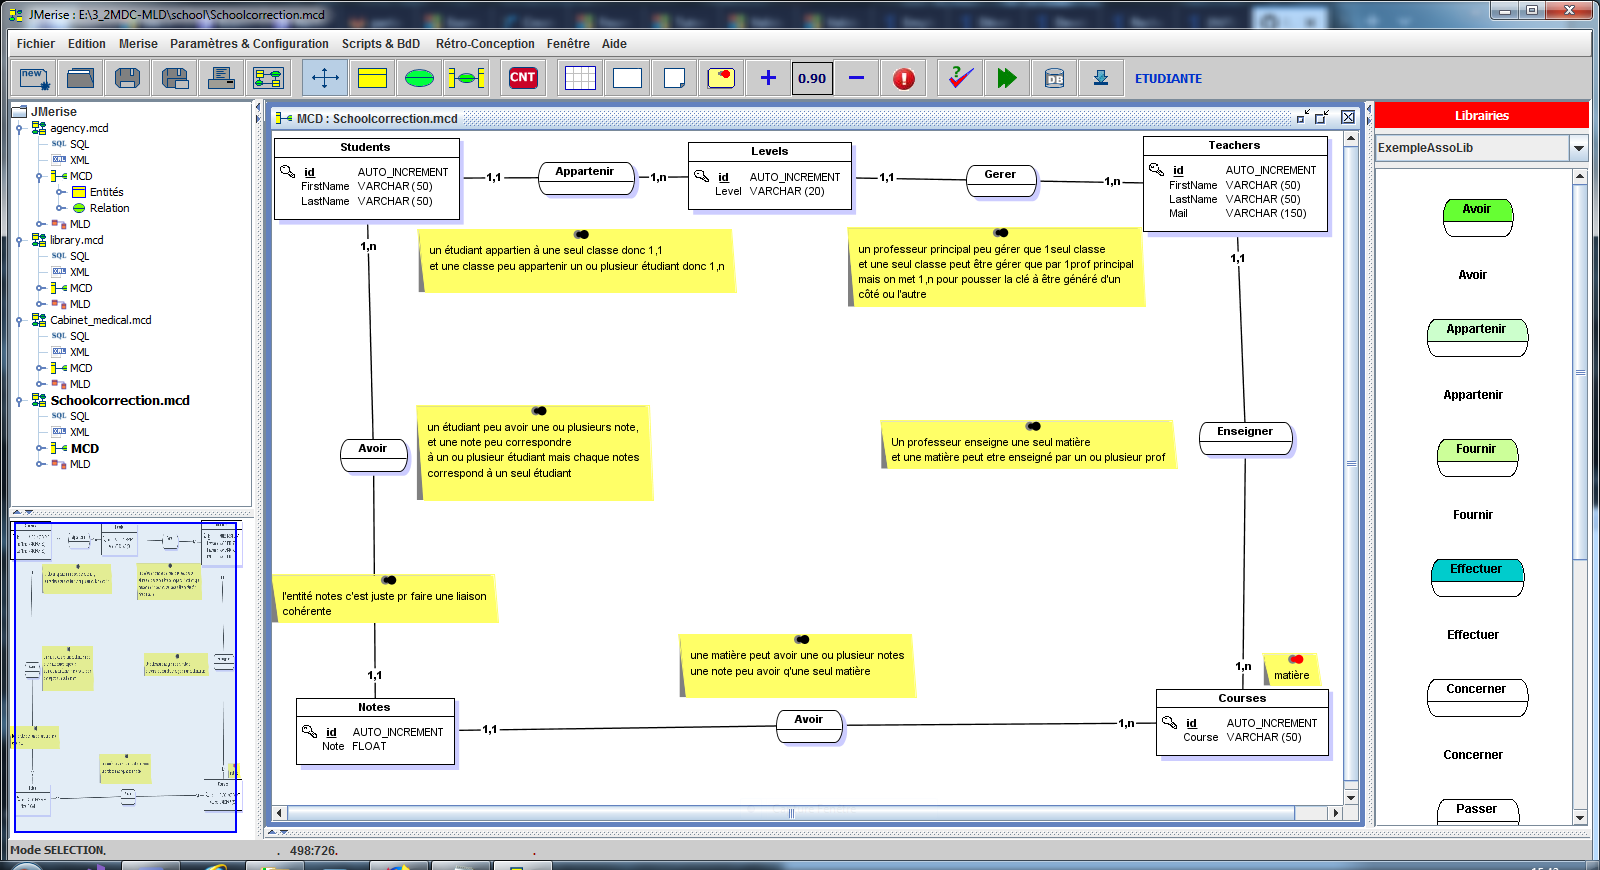 JMerise : E:\3_2MDC-MLD\school\Schoolcorrection.mcd
Fichier Edition Merise Paramètres & Configuration Scripts & BdD Rétro-Conception Fenêtre Aide
new CNT 0.90 DB ETUDIANTE
JMerise
agency.mcd
SQL SQL
XML XML
MCD
Entités
Relation
MLD
library.mcd
SQL SQL
XML XML
MCD
MLD
Cabinet_medical.mcd
SQL SQL
XML XML
MCD
MLD
Schoolcorrection.mcd
SQL SQL
XML XML
MCD
MLD
MCD : Schoolcorrection.mcd
Students
id AUTO_INCREMENT
FirstName VARCHAR (50)
LastName VARCHAR (50)
1,1 Appartenir 1,n
Levels
id AUTO_INCREMENT
Level VARCHAR (20)
1,1 Gerer 1,n
Teachers
id AUTO_INCREMENT
FirstName VARCHAR (50)
LastName VARCHAR (50)
Mail VARCHAR (150)
1,n
un étudiant appartien à une seul classe donc 1,1
et une classe peu appartenir un ou plusieur étudiant donc 1,n
un professeur principal peu gérer que 1seul classe
et une seul classe peut être gérer que par 1prof principal
mais on met 1,n pour pousser la clé à être généré d'un
côté ou l'autre
1,1
Avoir
un étudiant peu avoir une ou plusieurs note,
et une note peu correspondre
à un ou plusieur étudiant mais chaque notes
correspond à un seul étudiant
Un professeur enseigne une seul matière
et une matière peut etre enseigné par un ou plusieur prof
Enseigner
l'entité notes c'est juste pr faire une liaison
cohérente
1,1
une matière peut avoir une ou plusieur notes
une note peu avoir q'une seul matière
1,n
matière
Notes
id AUTO_INCREMENT
Note FLOAT
1,1 Avoir 1,n
Courses
id AUTO_INCREMENT
Course VARCHAR (50)
Librairies
ExempleAssoLib
Avoir
Avoir
Appartenir
Appartenir
Fournir
Fournir
Effectuer
Effectuer
Concerner
Concerner
Passer
Mode SELECTION, . 498:726. .